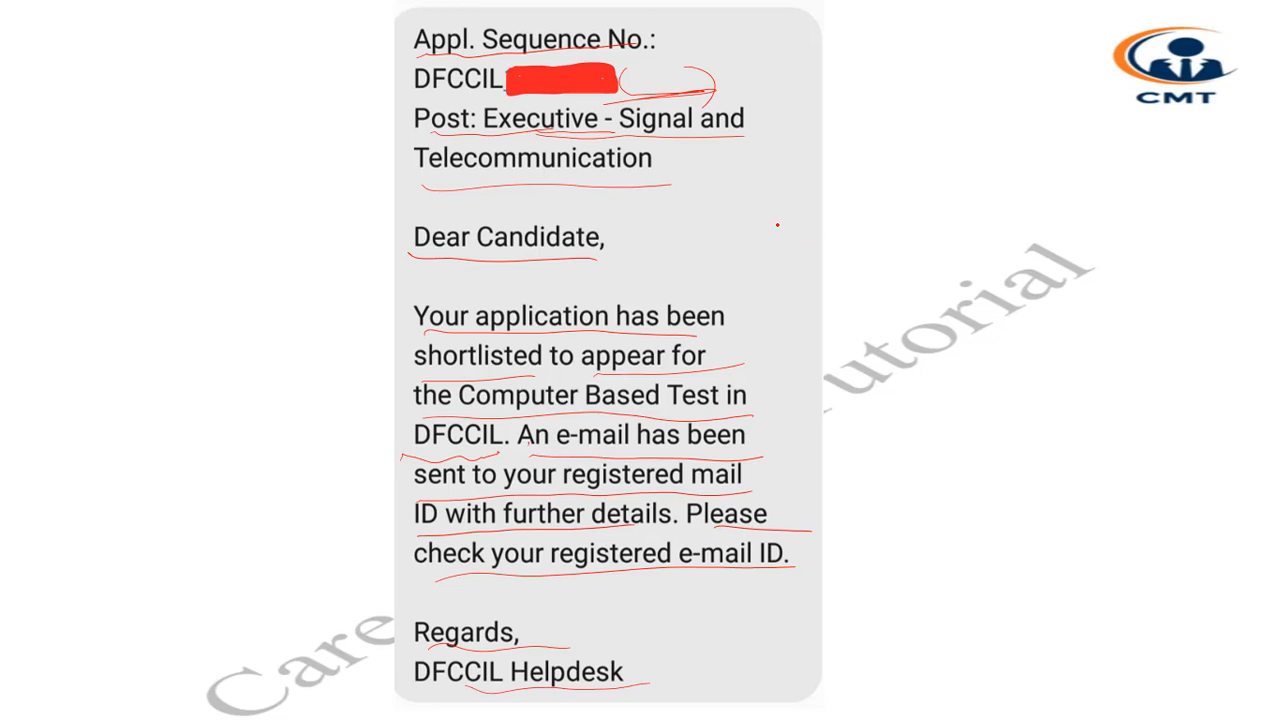 Appl. Sequence No.:
DFCCIL
Post: Executive - Signal and
Telecommunication
Dear Candidate,
Your application has been
shortlisted to appear for
the Computer Based Test in
DFCCIL. An e-mail has been
sent to your registered mail
ID with further details. Please
check your registered e-mail ID.
Regards,
DFCCIL Helpdesk
CMT